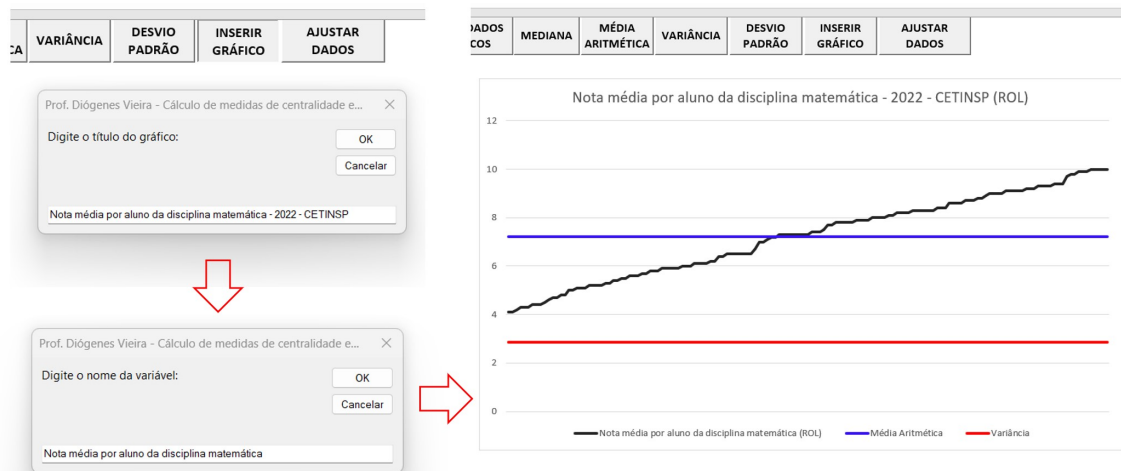 CA
VARIÂNCIA
DESVIO
PADRÃO
INSERIR
GRÁFICO
AJUSTAR
DADOS
Prof. Diógenes Vieira - Cálculo de medidas de centralidade e...
Digite o título do gráfico:
OK
Cancelar
Nota média por aluno da disciplina matemática - 2022 - CETINSP
Prof. Diógenes Vieira - Cálculo de medidas de centralidade e...
Digite o nome da variável:
OK
Cancelar
Nota média por aluno da disciplina matemática
DADOS
COS
MEDIANA
MÉDIA
ARITMÉTICA
VARIÂNCIA
DESVIO
PADRÃO
INSERIR
GRÁFICO
AJUSTAR
DADOS
Nota média por aluno da disciplina matemática - 2022 - CETINSP (ROL)
12
10
8
6
4
2
0
Nota média por aluno da disciplina matemática (ROL)
Média Aritmética
Variância